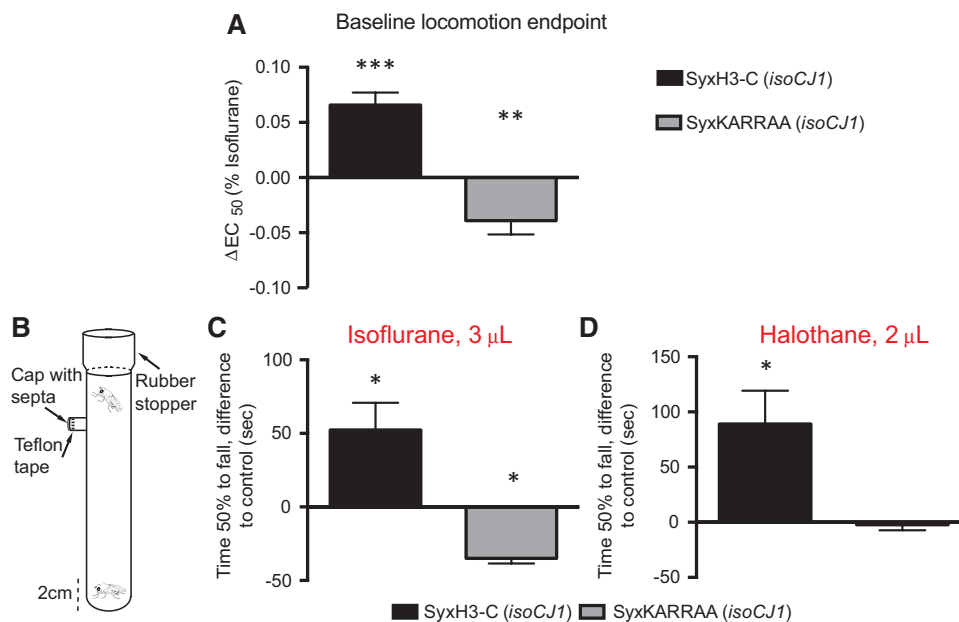 A
Baseline locomotion endpoint
ΔEC 50 (% Isoflurane)
0.10
0.05
0.00
-0.05
-0.10
***
**
SyxH3-C (isoCJ1)
SyxKARRAA (isoCJ1)
B
Cap with
septa
Teflon
tape
Rubber
stopper
2cm
C
Isoflurane, 3 μL
Time 50% to fall, difference
to control (sec)
100
50
0
-50
*
*
D
Halothane, 2 μL
Time 50% to fall, difference
to control (sec)
150
100
50
0
-50
*
SyxH3-C (isoCJ1) SyxKARRAA (isoCJ1)